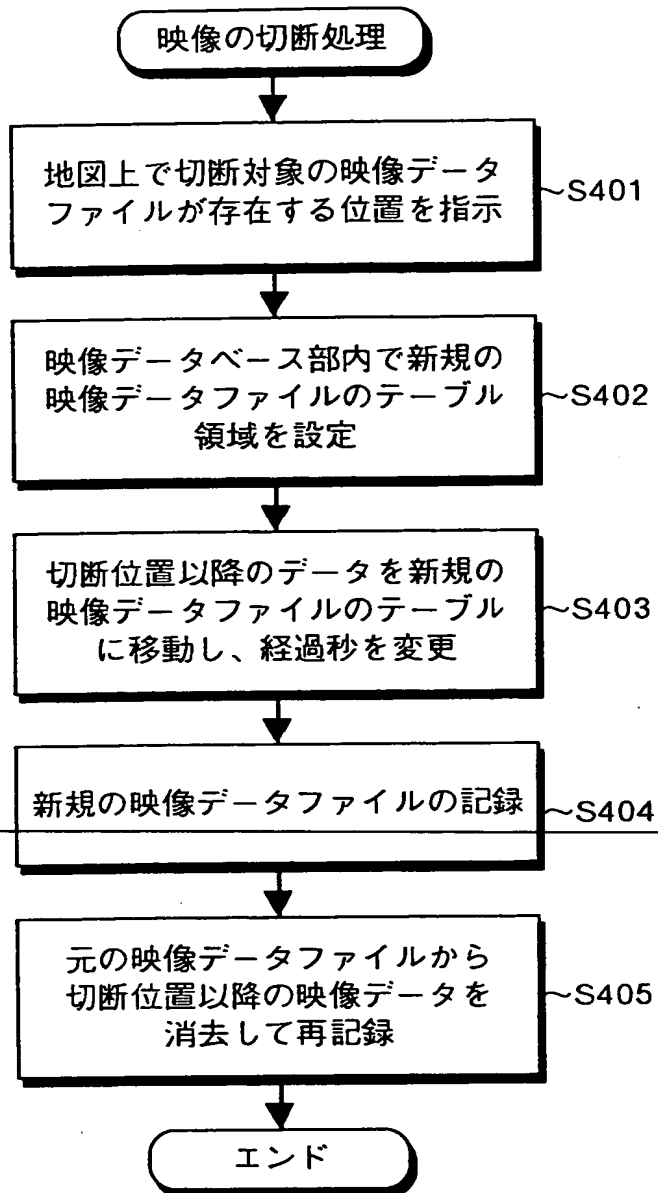 映像の切断処理
地図上で切断対象の映像データ
ファイルが存在する位置を指示
~S401
映像データベース部内で新規の
映像データファイルのテーブル
領域を設定
~S402
切断位置以降のデータを新規の
映像データファイルのテーブル
に移動し、経過秒を変更
~S403
新規の映像データファイルの記録
~S404
元の映像データファイルから
切断位置以降の映像データを
消去して再記録
~S405
エンド